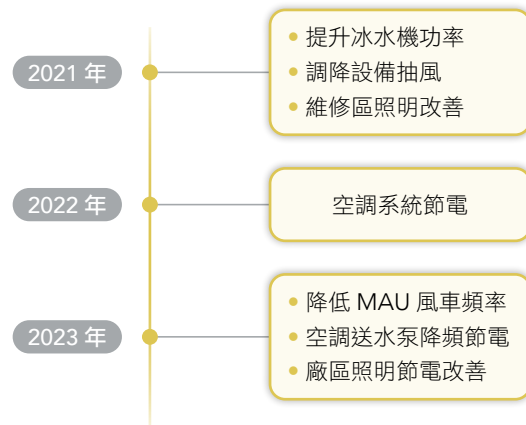 2021 年
• 提升冰水機功率
• 調降設備抽風
• 維修區照明改善
2022 年
空調系統節電
2023 年
• 降低 MAU 風車頻率
• 空調送水泵降頻節電
• 廠區照明節電改善